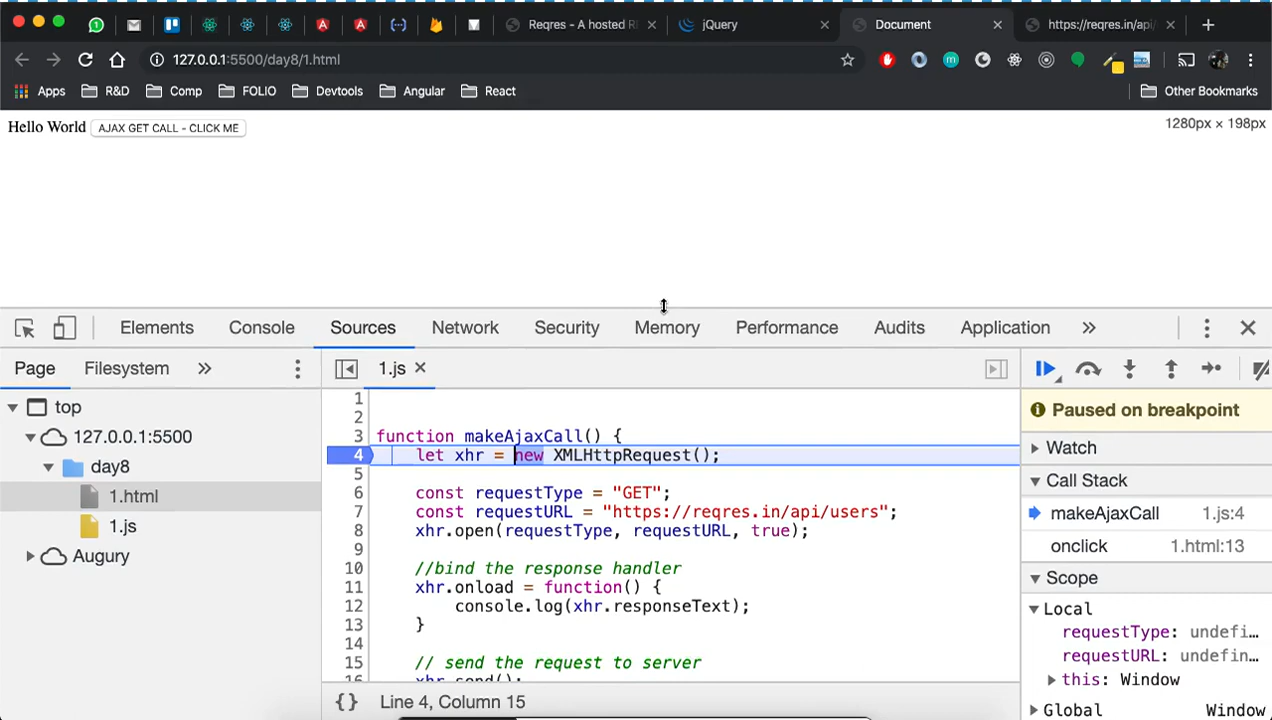 Reqres - A hosted RE
jQuery
Document
https://reqres.in/api/
127.0.0.1:5500/day8/1.html
Apps
R&D
Comp
FOLIO
Devtools
Angular
React
Other Bookmarks
Hello World
AJAX GET CALL - CLICK ME
1280px × 198px
Elements
Console
Sources
Network
Security
Memory
Performance
Audits
Application
»
Page
Filesystem
»
1.js
top
127.0.0.1:5500
day8
1.html
1.js
Augury
1
2
3 function makeAjaxCall() {
4 let xhr = new XMLHttpRequest();
5
6 const requestType = "GET";
7 const requestURL = "https://reqres.in/api/users";
8 xhr.open(requestType, requestURL, true);
9
10 //bind the response handler
11 xhr.onload = function() {
12 console.log(xhr.responseText);
13 }
14
15 // send the request to server
16 xhr.send();
{} Line 4, Column 15
Paused on breakpoint
Watch
Call Stack
makeAjaxCall 1.js:4
onclick 1.html:13
Scope
Local
requestType: undefi…
requestURL: undefin…
this: Window
Global Window